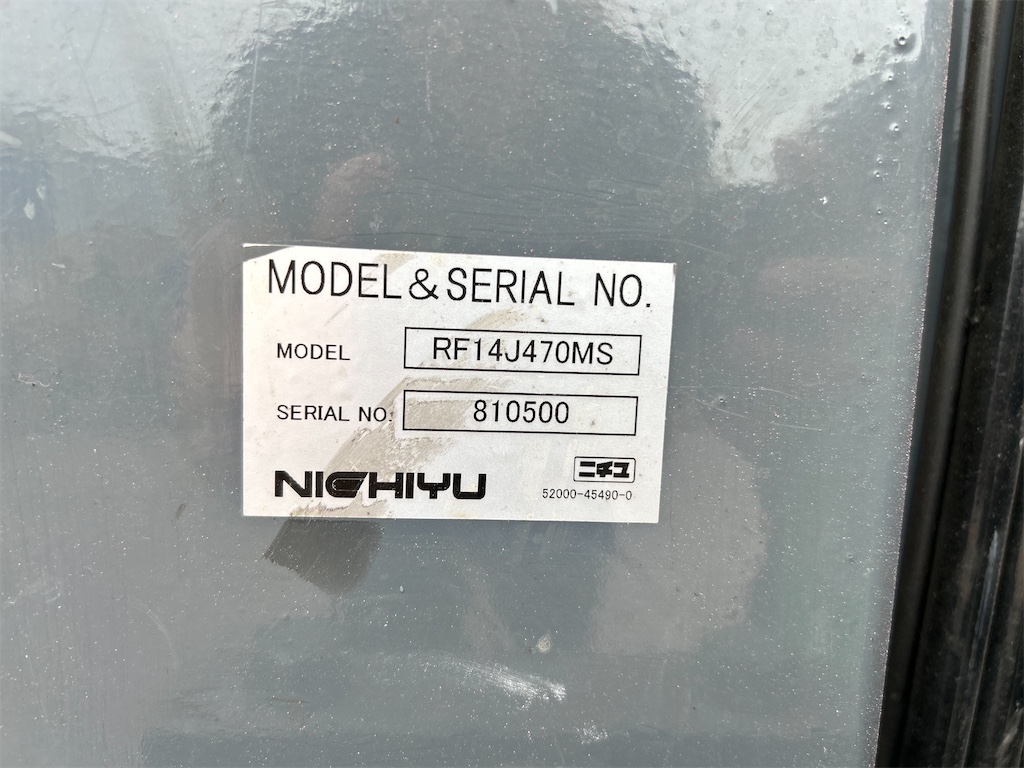 MODEL & SERIAL NO.
MODEL RF14J470MS
SERIAL NO. 810500
NICHIYU ニチユ
52000-45490-0